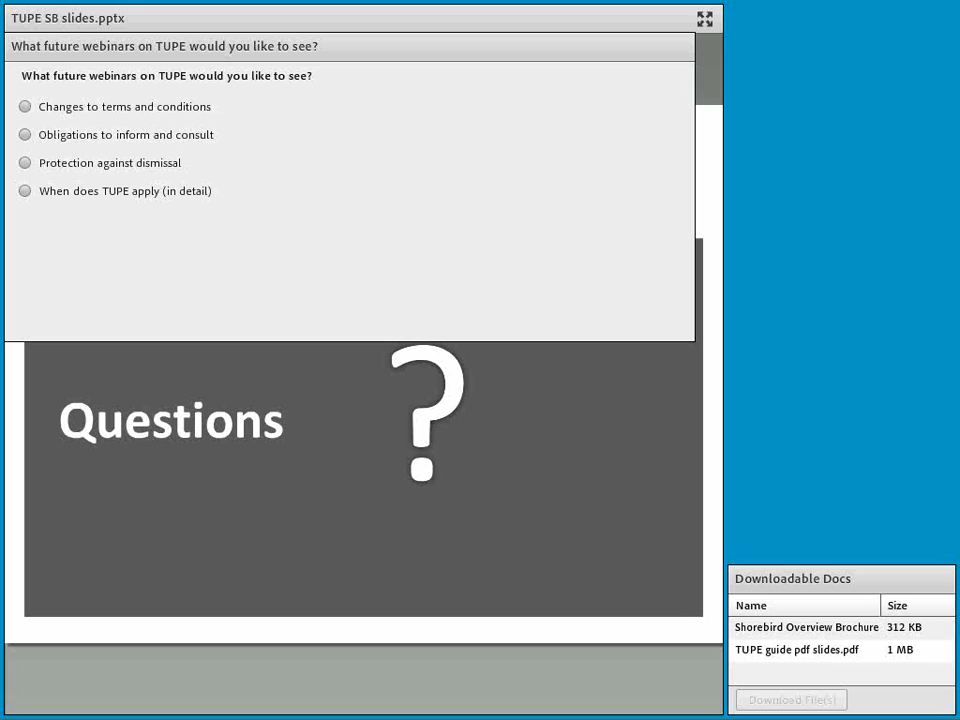 TUPE SB slides.pptx
What future webinars on TUPE would you like to see?
What future webinars on TUPE would you like to see?
Changes to terms and conditions
Obligations to inform and consult
Protection against dismissal
When does TUPE apply (in detail)
Questions ?
Downloadable Docs
Name Size
Shorebird Overview Brochure 312 KB
TUPE guide pdf slides.pdf 1 MB
Download File(s)